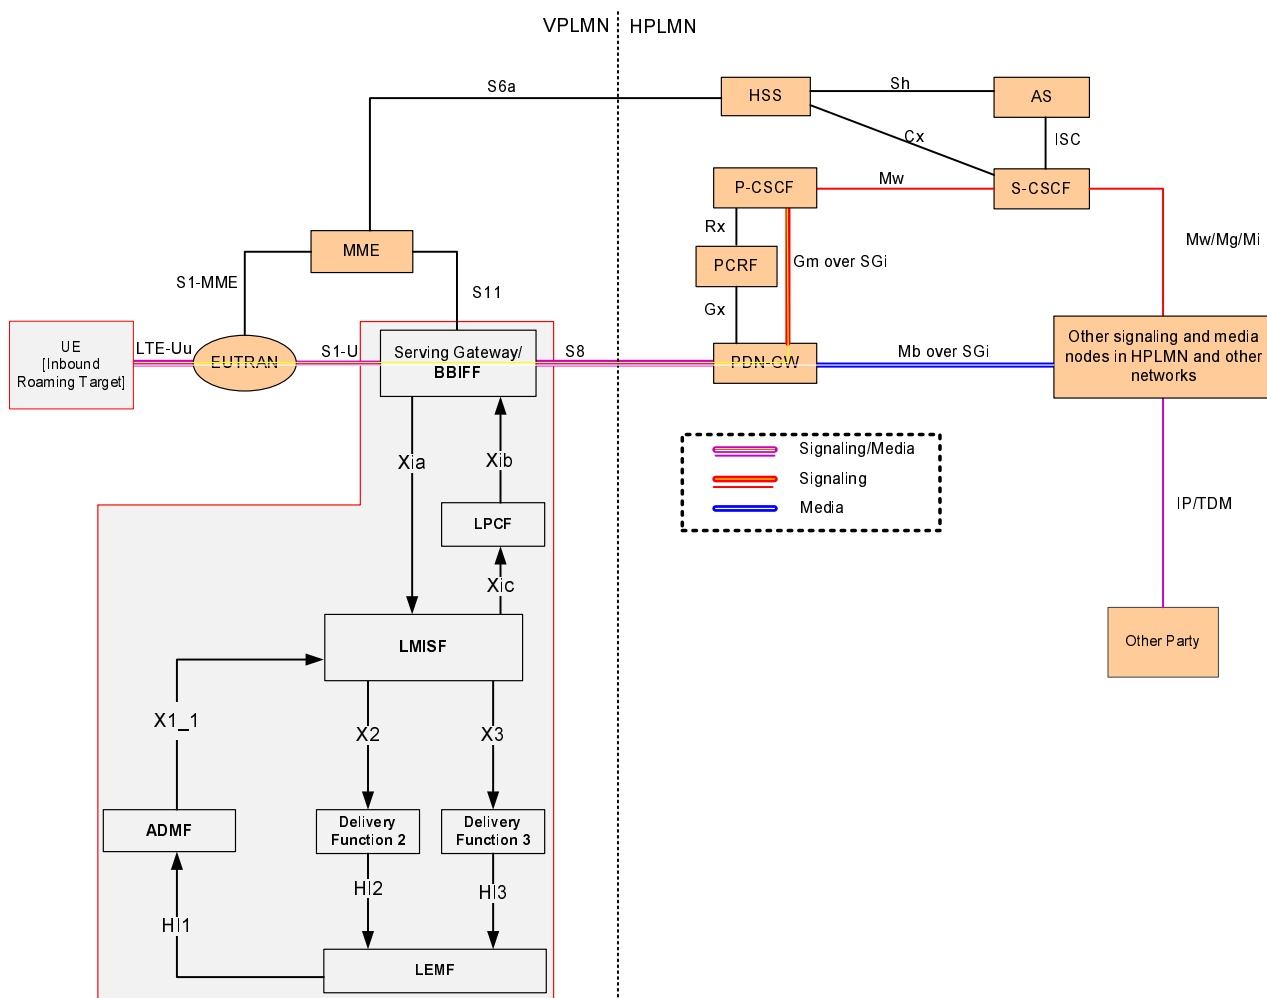 VPLMN
HPLMN
S6a
HSS
Sh
AS
Cx
ISC
P-CSCF
Mw
S-CSCF
Rx
MME
PCRF
Gm over SGi
Mw/Mg/Mi
S1-MME
S11
Gx
UE
[Inbound
Roaming Target]
LTE-Uu
EUTRAN
S1-U
Serving Gateway/
BBIFF
S8
PDN-GW
Mb over SGi
Other signaling and media
nodes in HPLMN and other
networks
Xia
Xib
Signaling/Media
Signaling
Media
LPCF
IP/TDM
Xic
LMISF
Other Party
X1_1
X2
X3
ADMF
Delivery
Function 2
Delivery
Function 3
HI2
HI3
HI1
LEMF